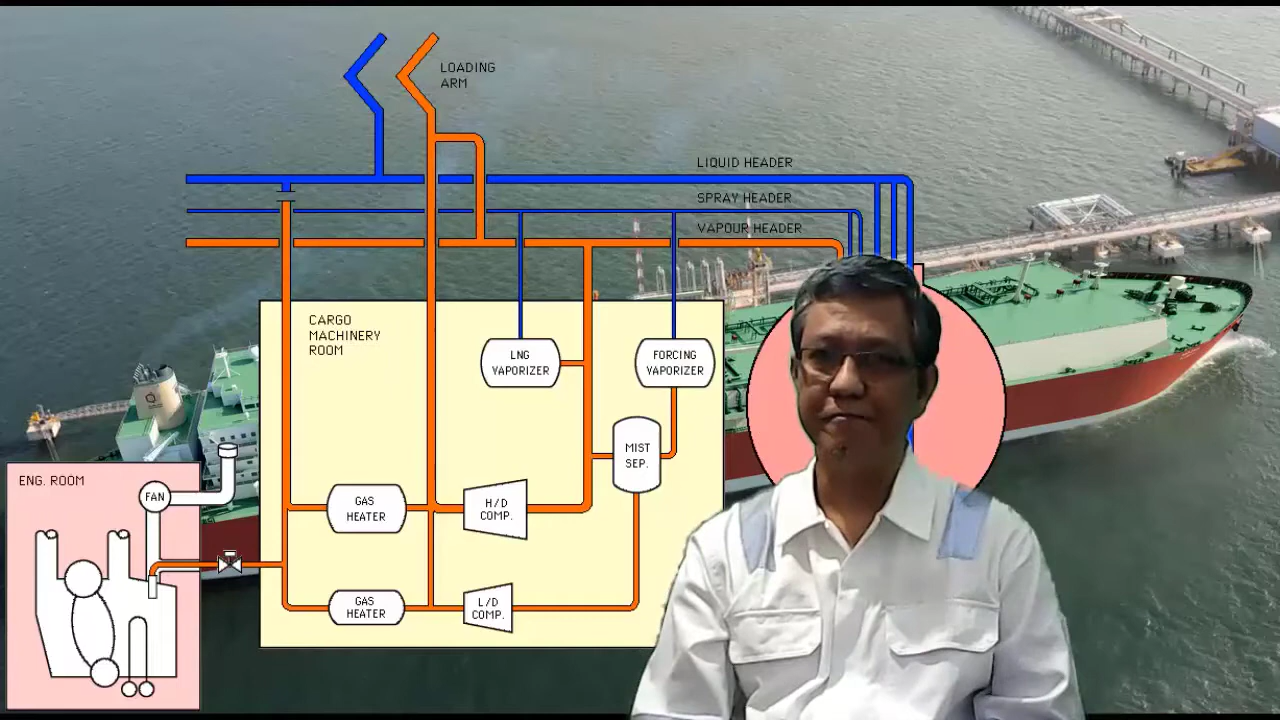 LOADING
ARM
LIQUID HEADER
SPRAY HEADER
VAPOUR HEADER
CARGO
MACHINERY
ROOM
LNG
VAPORIZER
FORCING
VAPORIZER
MIST
SEP.
ENG. ROOM
FAN
GAS
HEATER
H/D
COMP.
GAS
HEATER
L/D
COMP.